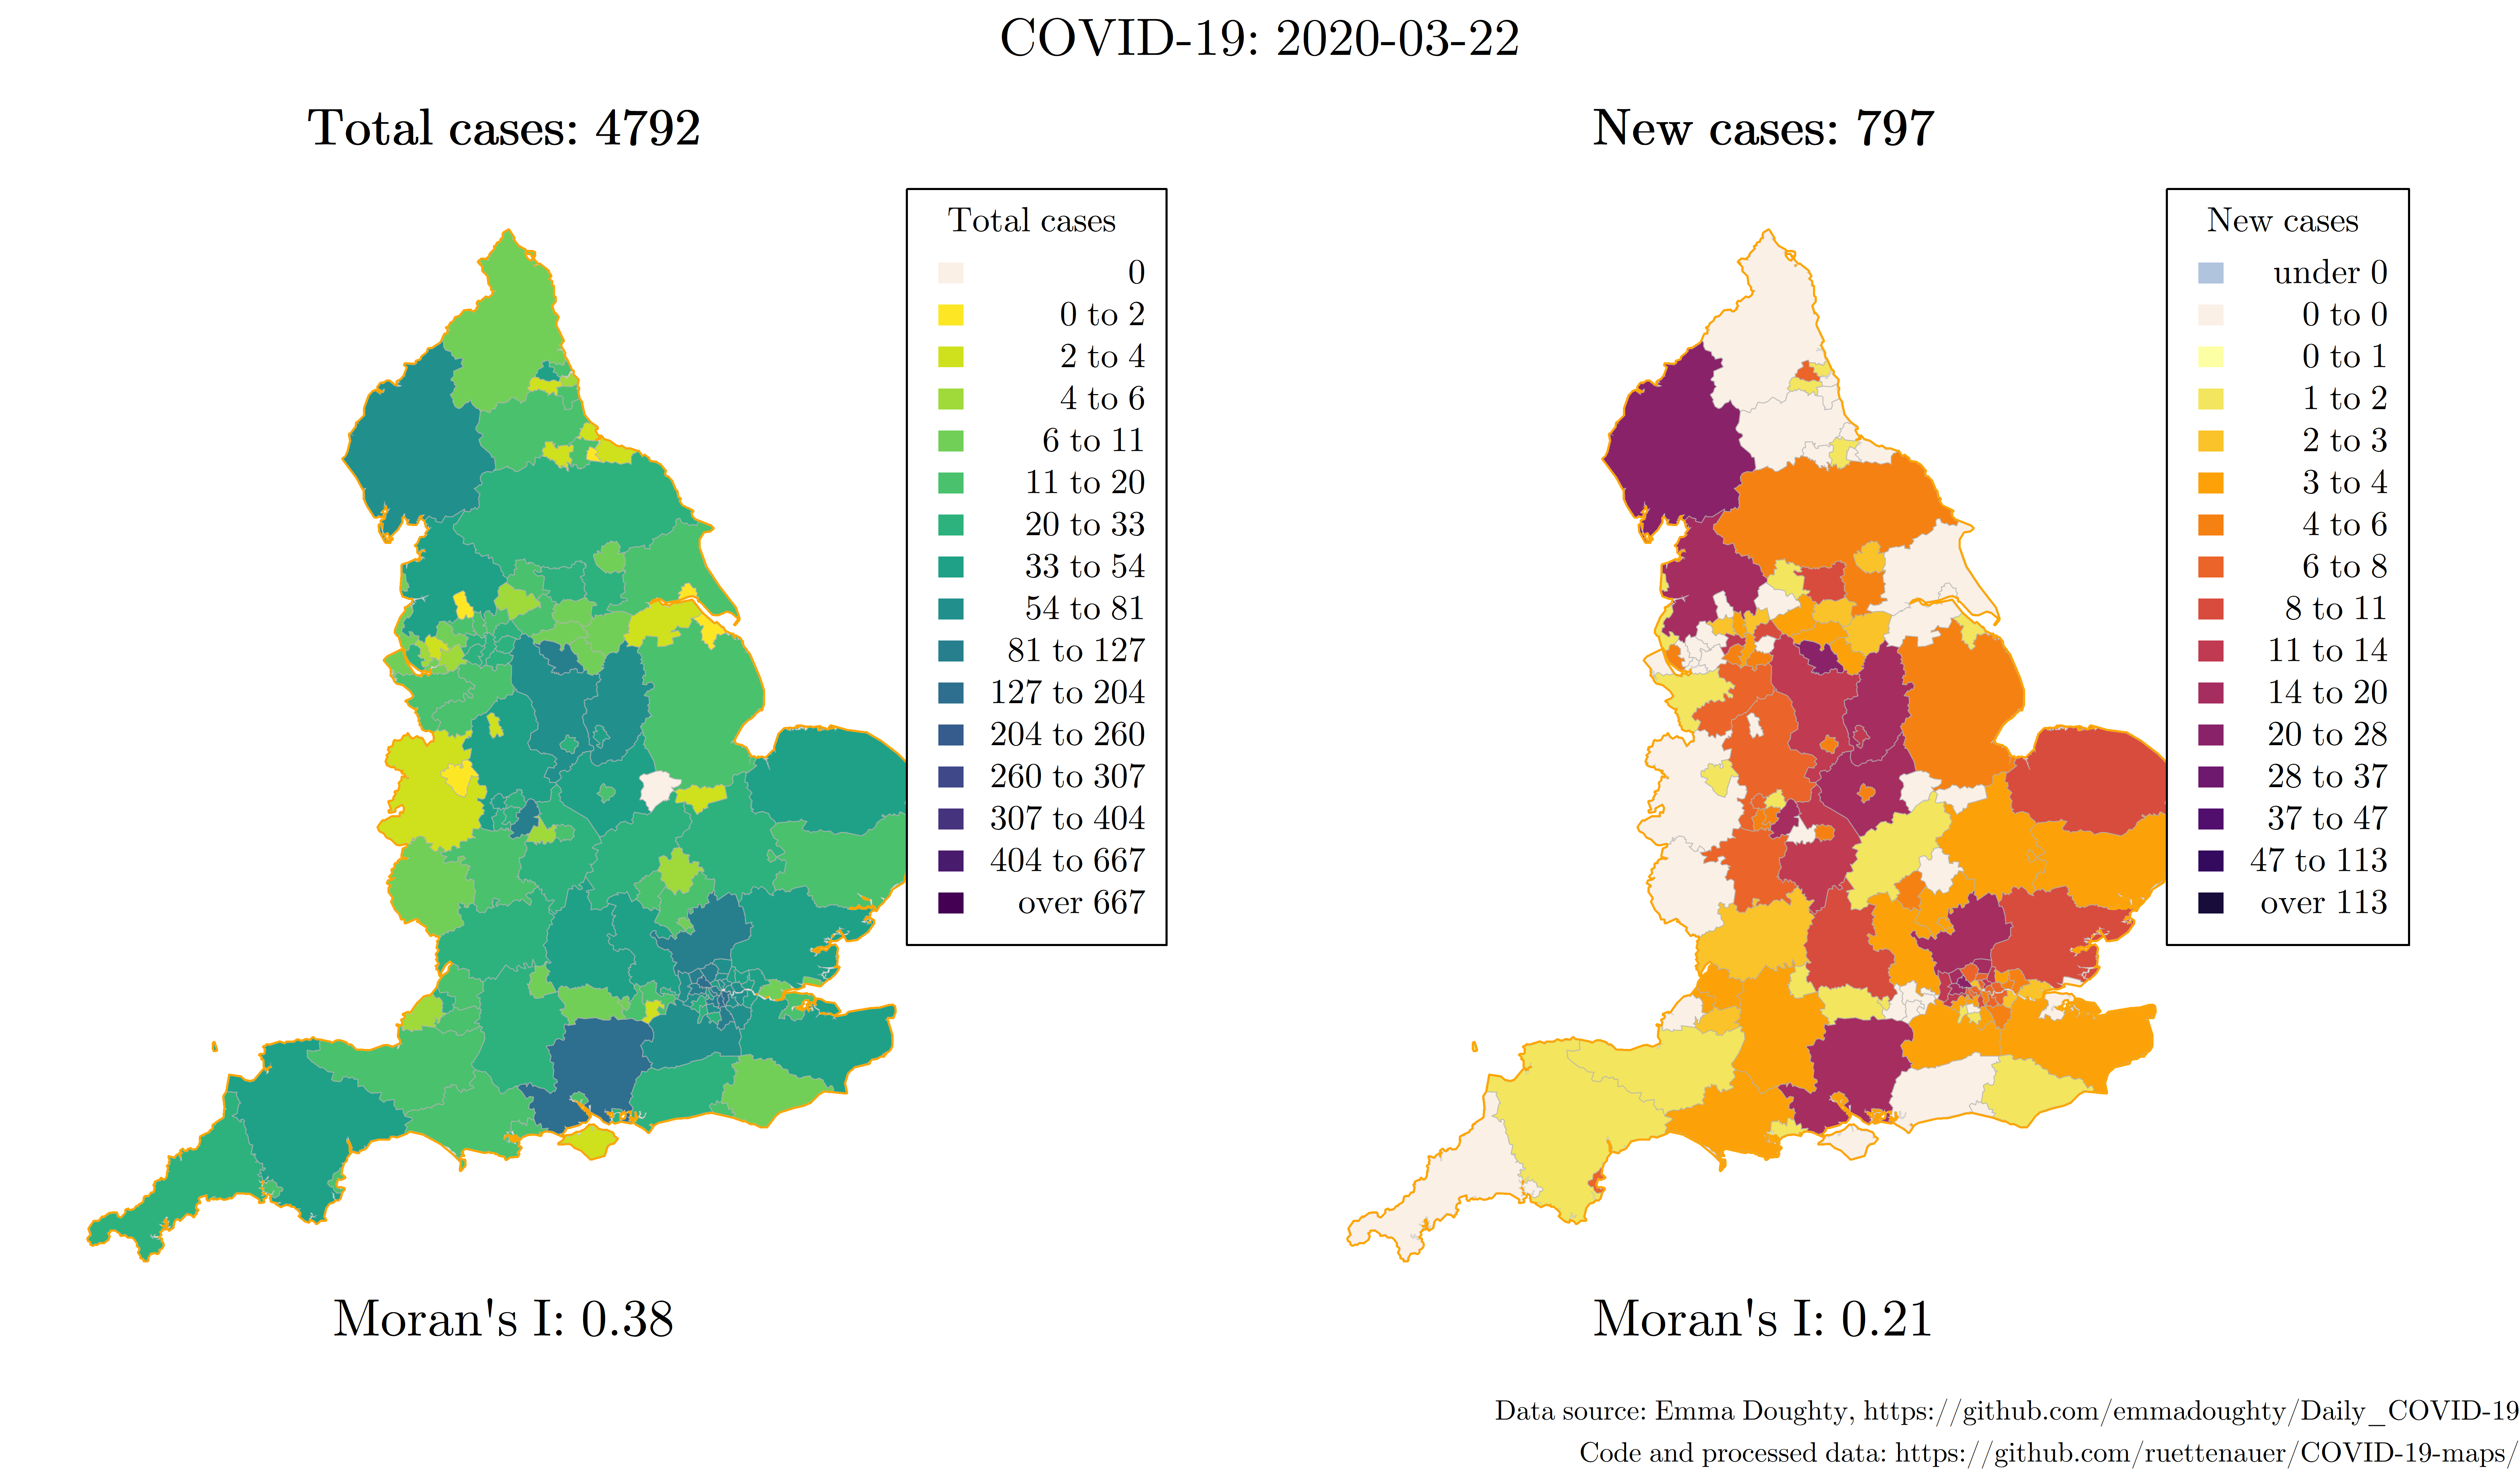 COVID-19: 2020-03-22
Total cases: 4792
Total cases
0
0 to 2
2 to 4
4 to 6
6 to 11
11 to 20
20 to 33
33 to 54
54 to 81
81 to 127
127 to 204
204 to 260
260 to 307
307 to 404
404 to 667
over 667
Moran's I: 0.38
New cases: 797
New cases
under 0
0 to 0
0 to 1
1 to 2
2 to 3
3 to 4
4 to 6
6 to 8
8 to 11
11 to 14
14 to 20
20 to 28
28 to 37
37 to 47
47 to 113
over 113
Moran's I: 0.21
Data source: Emma Doughty, https://github.com/emmadoughty/Daily_COVID-19
Code and processed data: https://github.com/ruettenauer/COVID-19-maps/